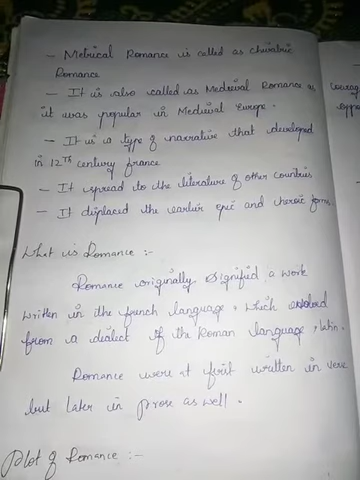 - Metrical Romance is called as chivalric
Romance
- It is also called as Medieval Romance as
it was popular in Medieval Europe.
- It is a type of narrative that developed
in 12th century france
- It spread to the literature of other countries
- It displaced the earlier epic and heroic forms
What is Romance :-
Romance originally signified a work
written in the french language, which evolved
from a dialect of the Roman language, latin.
Romance were at first written in verse
but later in prose as well.
Plot of Romance :-